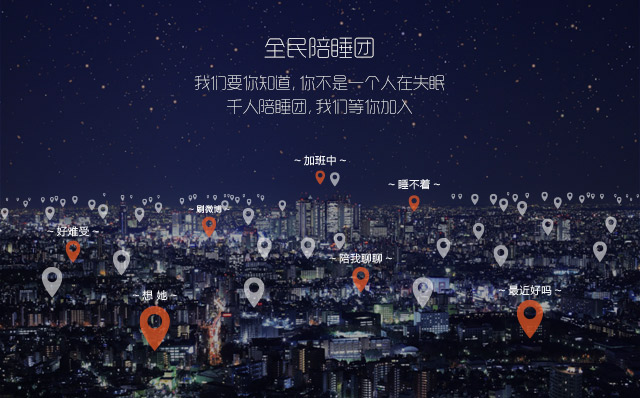 全民陪睡团
我们要你知道,你不是一个人在失眠
千人陪睡团,我们等你加入
~ 加班中 ~
~ 睡不着 ~
~ 刷微博 ~
~ 好难受 ~
~ 陪我聊聊 ~
~ 想 她 ~
~ 最近好吗 ~